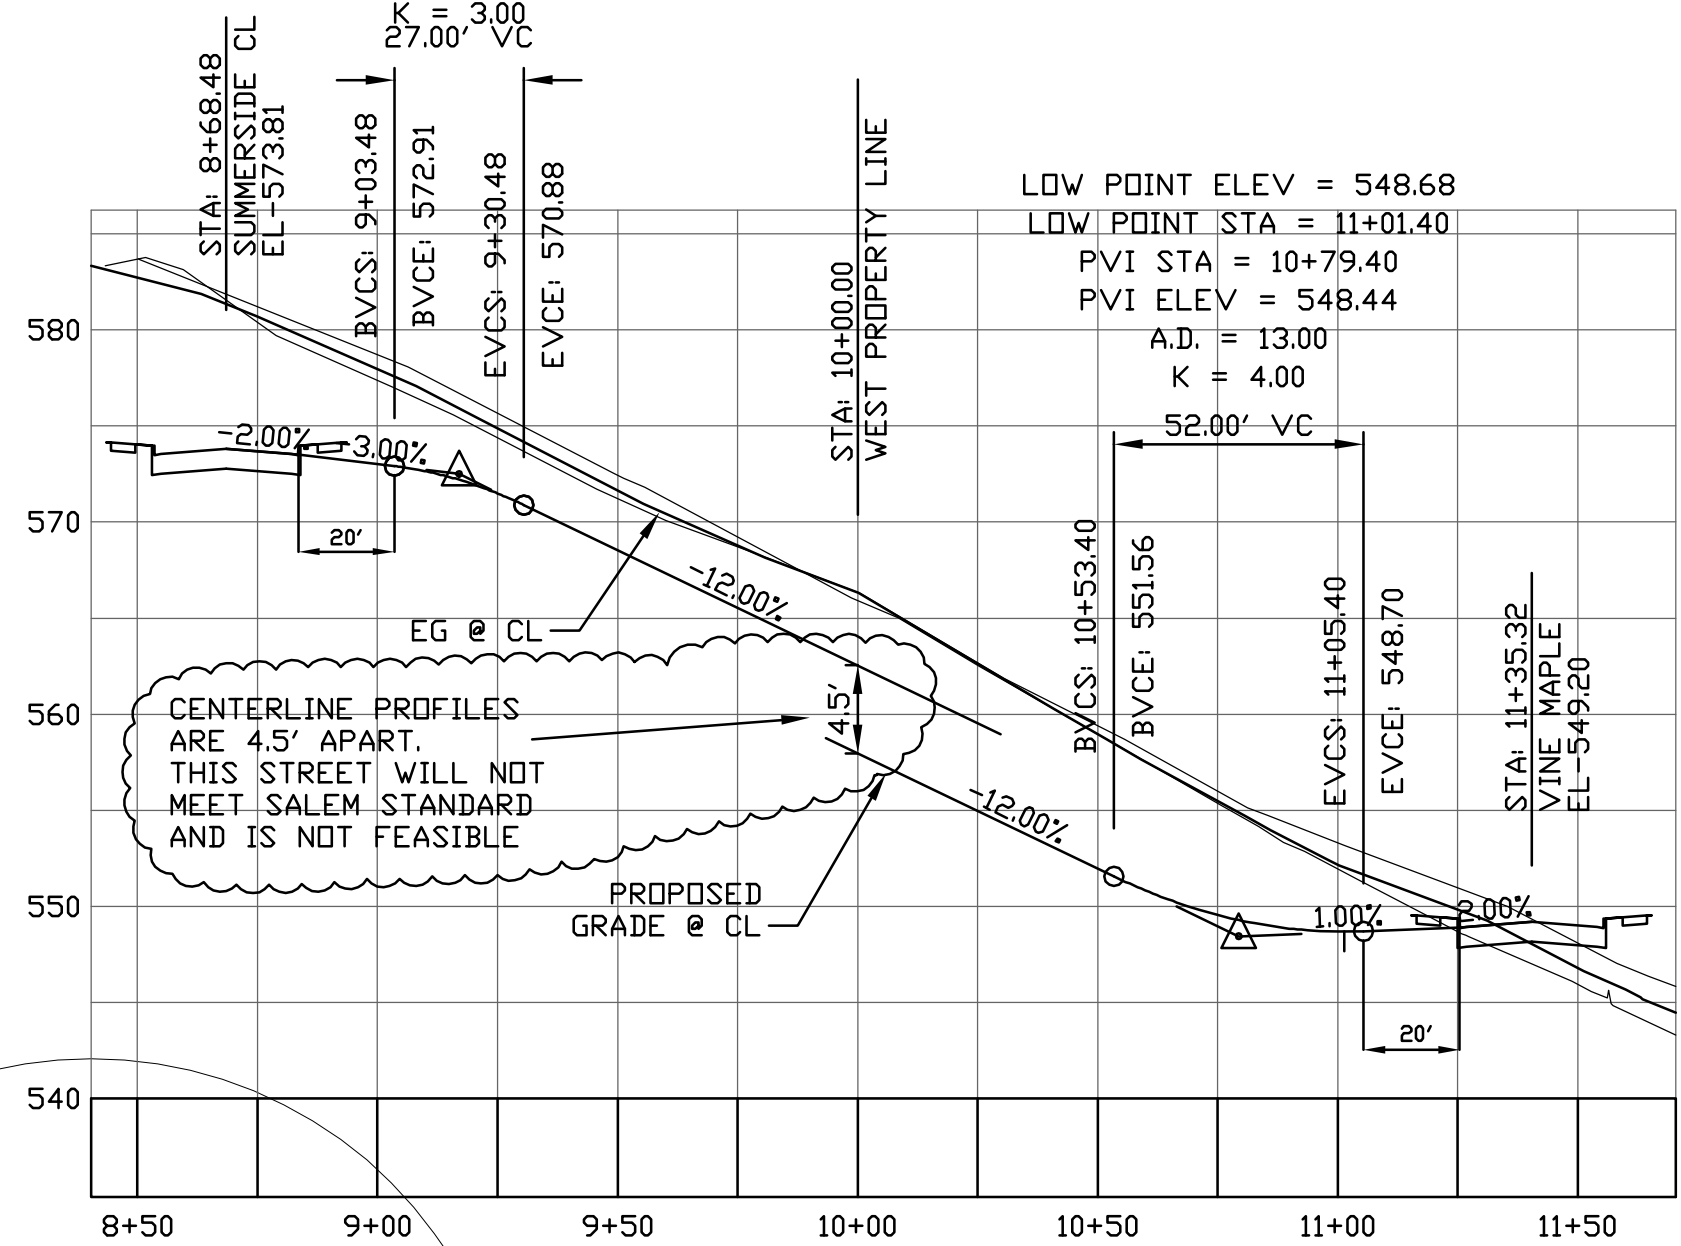 K = 3.00
27.00' VC
STA: 8+68.48
SUMMERSIDE CL
EL-573.81
BVCS: 9+03.48
BVCE: 572.91
EVCS: 9+30.48
EVCE: 570.88
STA: 10+00.00
WEST PROPERTY LINE
LOW POINT ELEV = 548.68
LOW POINT STA = 11+01.40
PVI STA = 10+79.40
PVI ELEV = 548.44
A.D. = 13.00
K = 4.00
52.00' VC
580
-2.00%
-3.00%
570
20'
-12.00%
EG @ CL
BVCS: 10+53.40
BVCE: 551.56
EVCS: 11+05.40
EVCE: 548.70
STA: 11+35.32
VINE MAPLE
EL-549.20
560
CENTERLINE PROFILES
ARE 4.5' APART.
THIS STREET WILL NOT
MEET SALEM STANDARD
AND IS NOT FEASIBLE
4.5'
-12.00%
PROPOSED
GRADE @ CL
550
1.00%
2.00%
20'
540
8+50
9+00
9+50
10+00
10+50
11+00
11+50